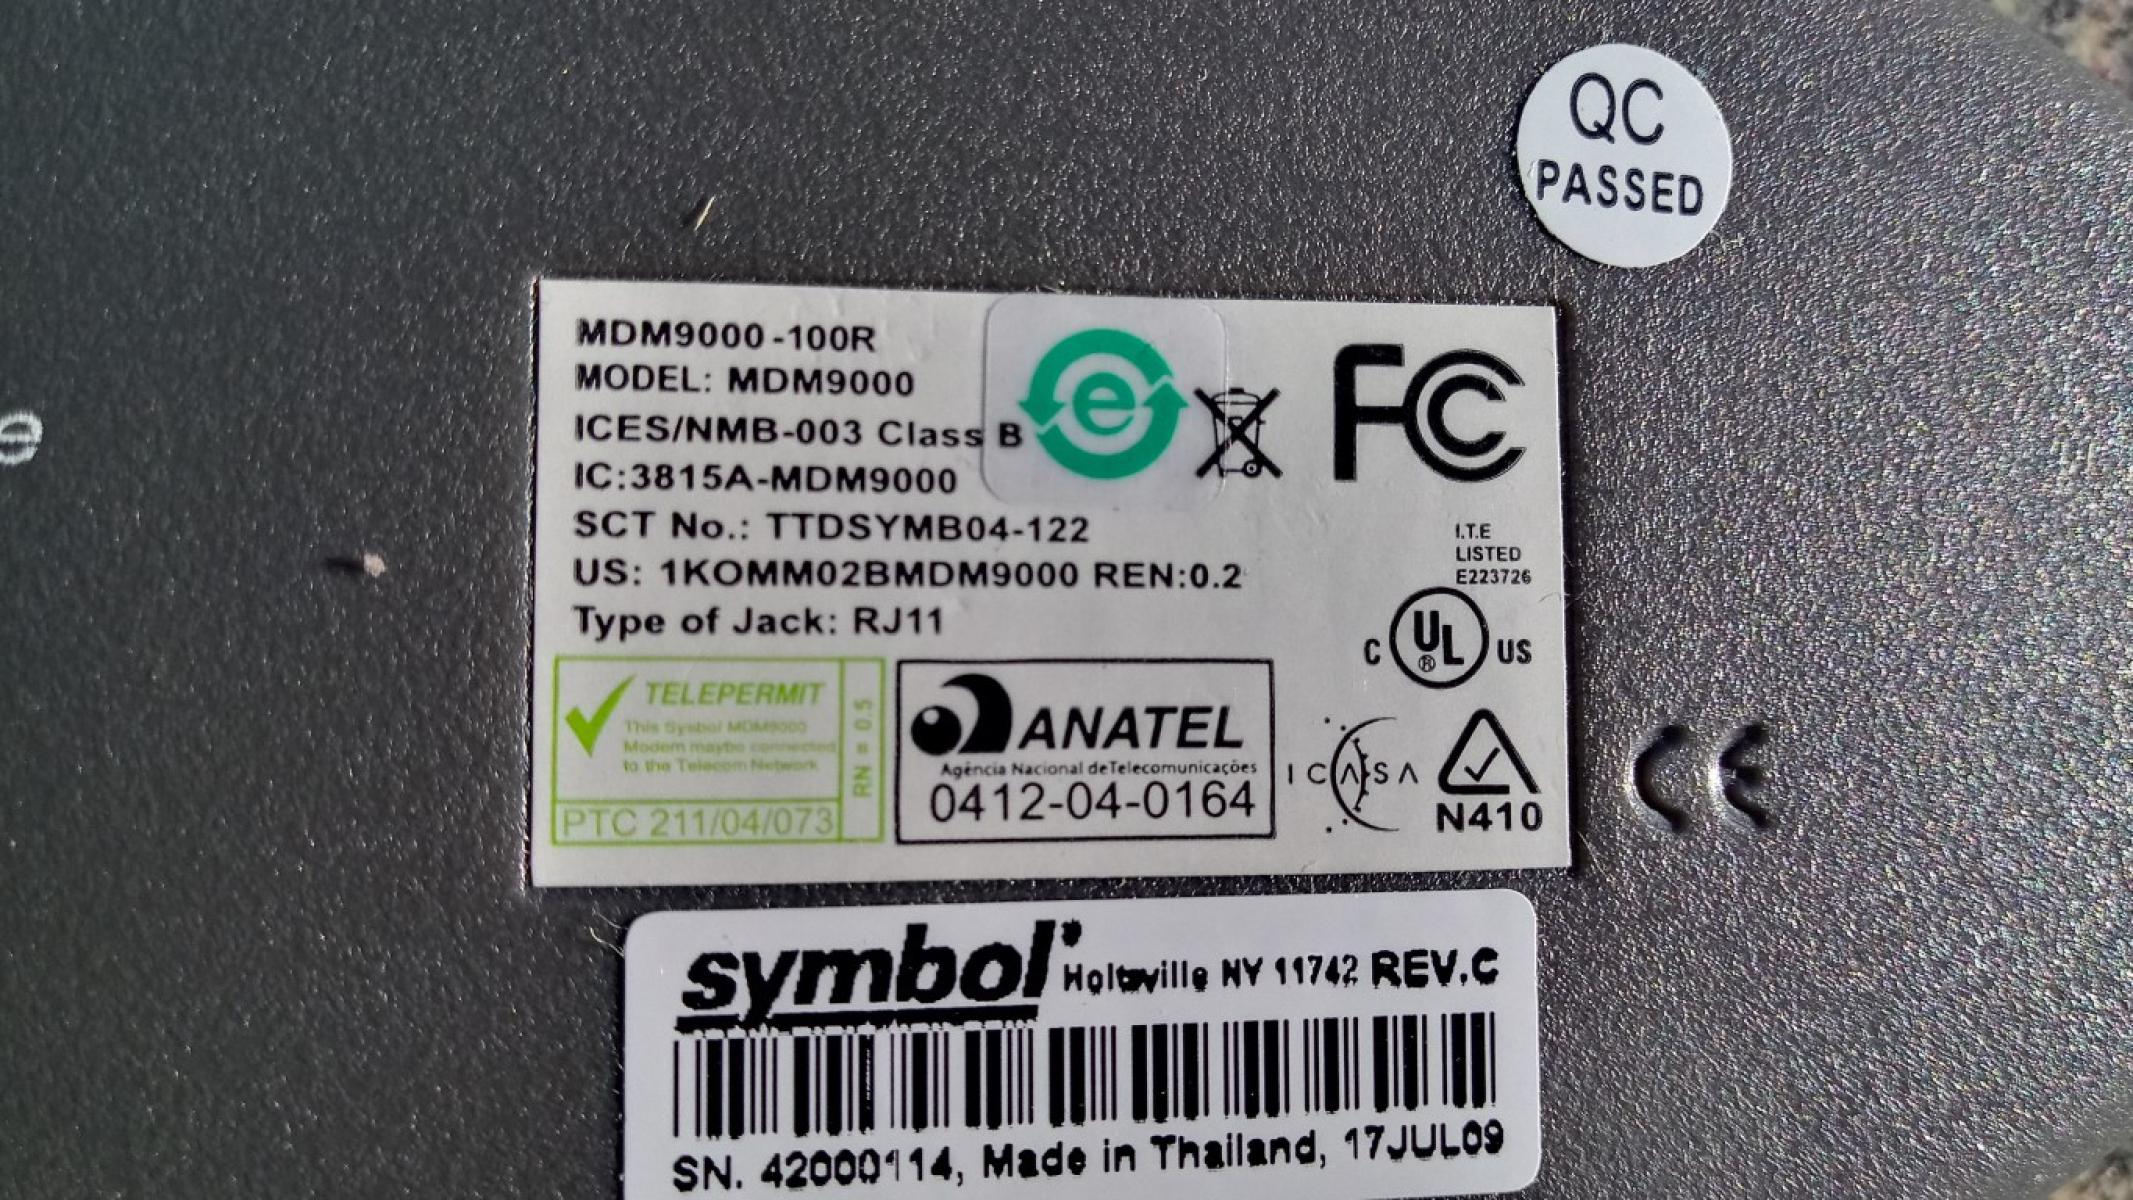 QC
PASSED
e
MDM9000-100R
MODEL: MDM9000
ICES/NMB-003 Class B
IC:3815A-MDM9000
SCT No.: TTDSYMB04-122
US: 1KOMM02BMDM9000 REN:0.2
Type of Jack: RJ11
e
FC
I.T.E
LISTED
E223726
C UL® US
TELEPERMIT
This Symbol MDM9000
Modem maybe connected
to the Telecom Network
RN = 0.5
PTC 211/04/073
ANATEL
Agência Nacional deTelecomunicações
0412-04-0164
ICASA
N410
CE
symbol® Holtsville NY 11742 REV.C
SN. 42000114, Made in Thailand, 17JUL09